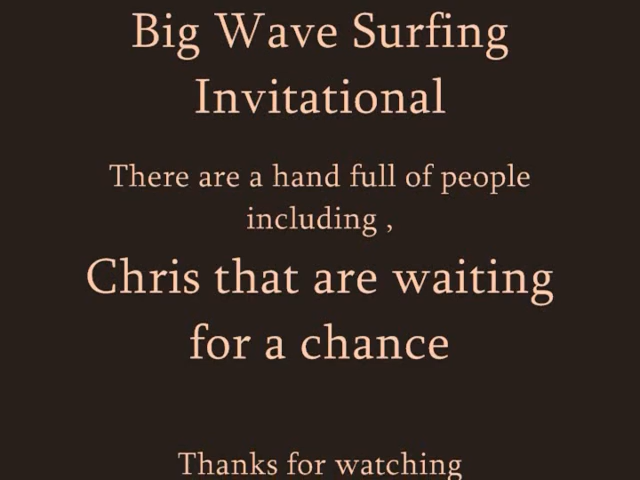 Big Wave Surfing
Invitational
There are a hand full of people
including ,
Chris that are waiting
for a chance
Thanks for watching